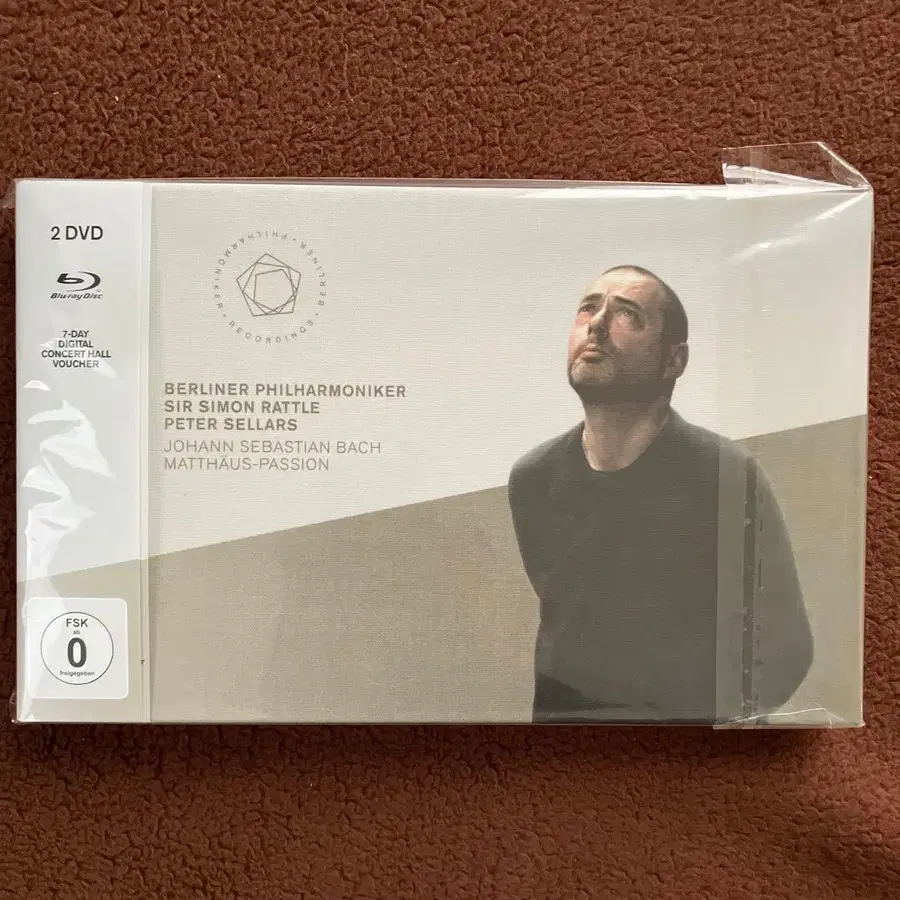 2 DVD
Blu-ray Disc
7-DAY
DIGITAL
CONCERT HALL
VOUCHER
BERLINER • PHILHARMONIKER • RECORDINGS •
BERLINER PHILHARMONIKER
SIR SIMON RATTLE
PETER SELLARS
JOHANN SEBASTIAN BACH
MATTHÄUS-PASSION
FSK
ab
0
freigegeben